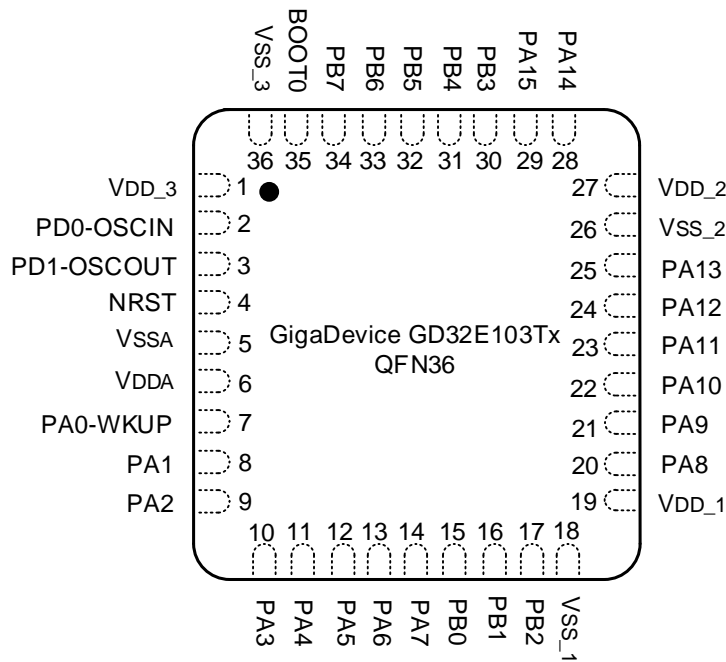 VSS_3
BOOT0
PB7
PB6
PB5
PB4
PB3
PA15
PA14
36 35 34 33 32 31 30 29 28
VDD_3 1
PD0-OSCIN 2
PD1-OSCOUT 3
NRST 4
VSSA 5
VDDA 6
PA0-WKUP 7
PA1 8
PA2 9
GigaDevice GD32E103Tx
QFN36
27 VDD_2
26 VSS_2
25 PA13
24 PA12
23 PA11
22 PA10
21 PA9
20 PA8
19 VDD_1
10 11 12 13 14 15 16 17 18
PA3
PA4
PA5
PA6
PA7
PB0
PB1
PB2
VSS_1